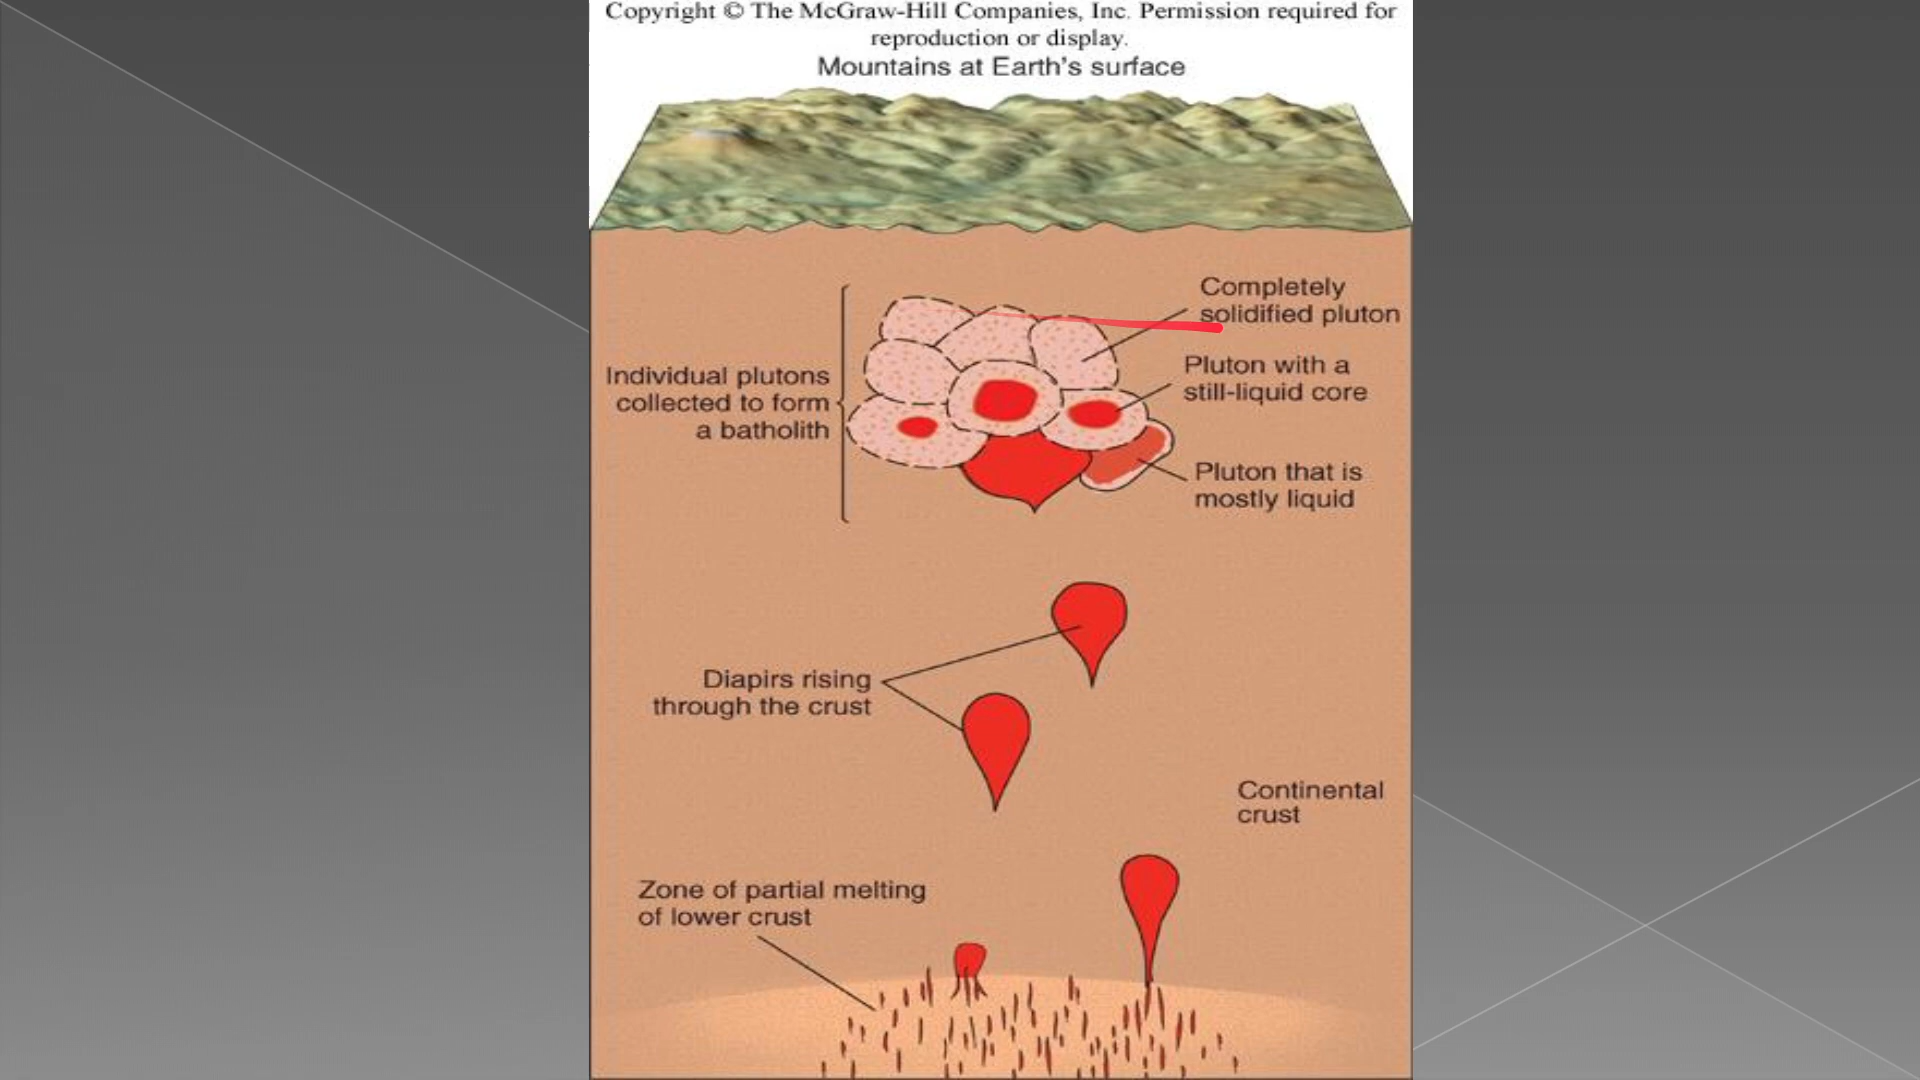 Copyright © The McGraw-Hill Companies, Inc. Permission required for
reproduction or display.
Mountains at Earth's surface
Completely
solidified pluton
Individual plutons
collected to form
a batholith
Pluton with a
still-liquid core
Pluton that is
mostly liquid
Diapirs rising
through the crust
Continental
crust
Zone of partial melting
of lower crust